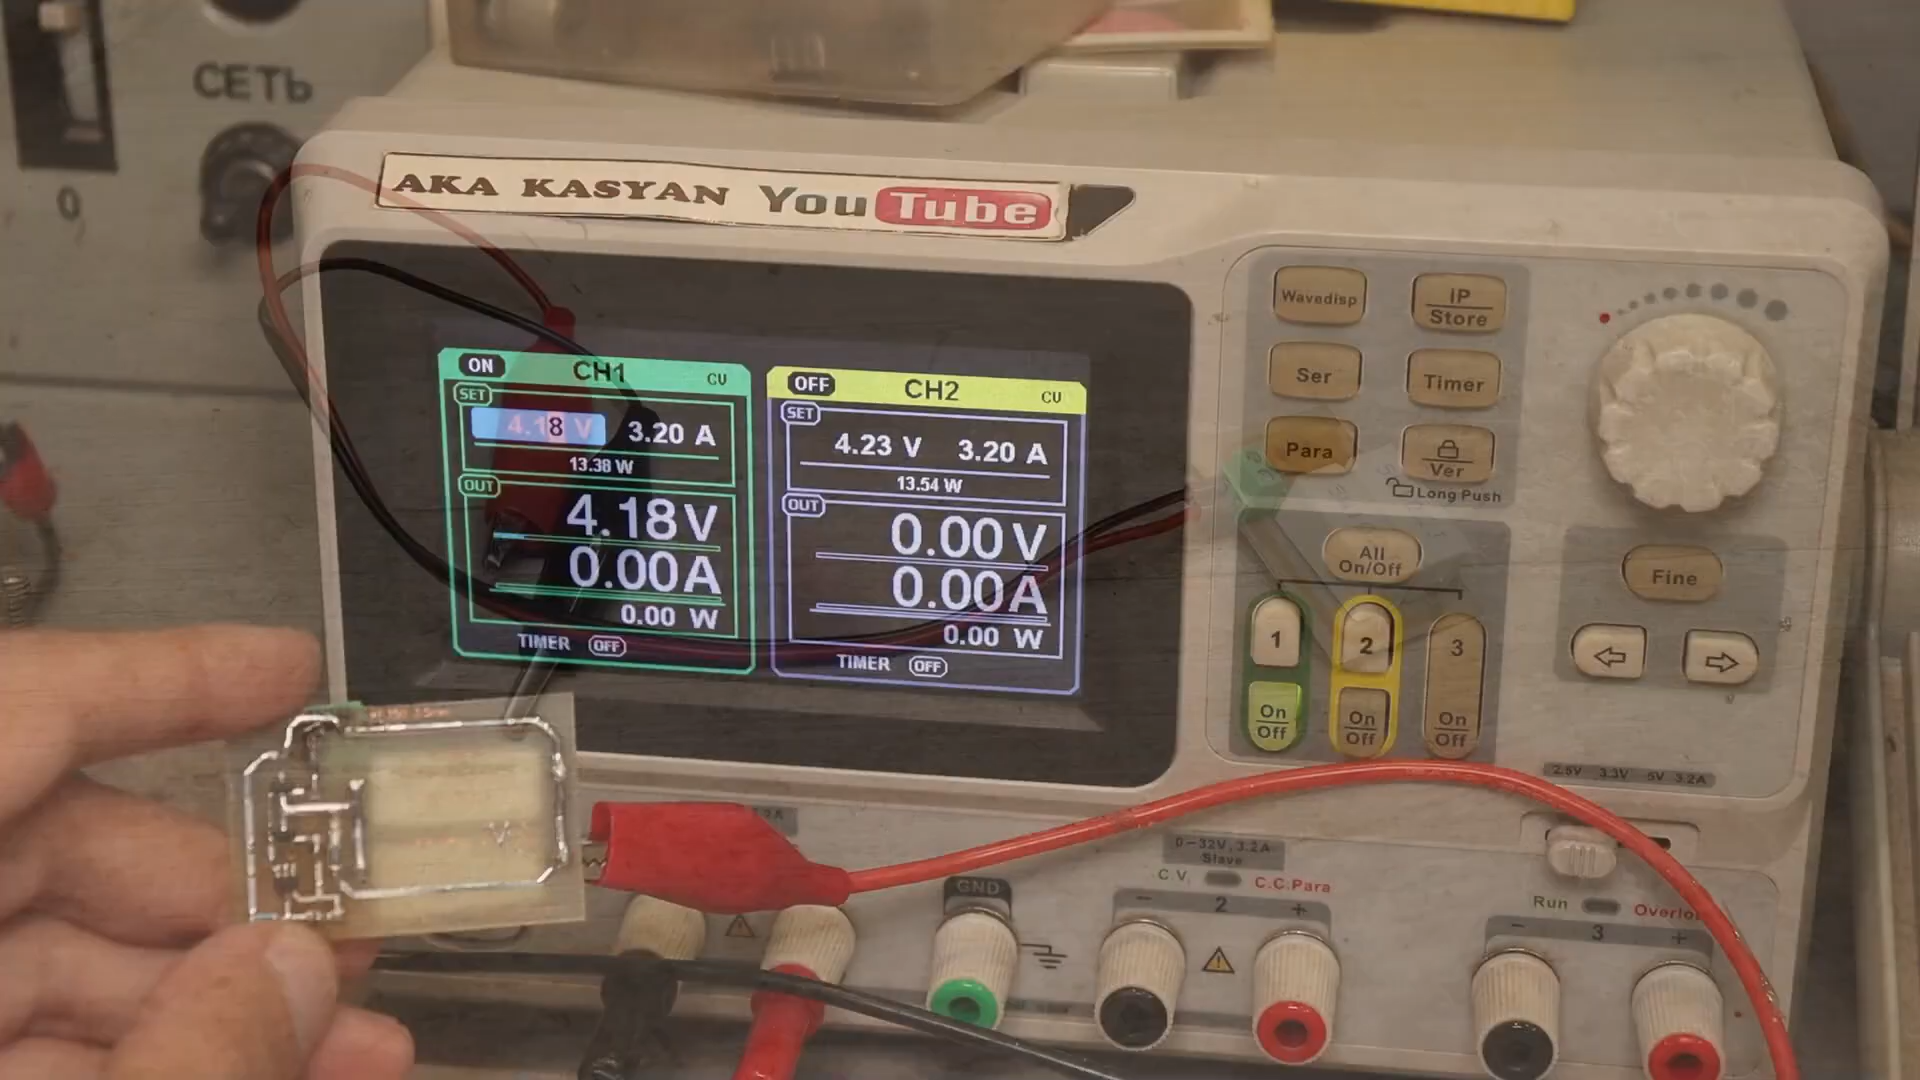 СЕТЬ
0
AKA KASYAN YouTube
ON CH1 CU
SET
4.18 V 3.20 A
13.38 W
OUT
4.18 V
0.00 A
0.00 W
TIMER OFF
OFF CH2 CU
SET
4.23 V 3.20 A
13.54 W
OUT
0.00 V
0.00 A
0.00 W
TIMER OFF
Wavedisp
IP
Store
Ser
Timer
Para
Ver
Long Push
All
On/Off
1
2
3
On
Off
On
Off
On
Off
Fine
2.5V 3.3V 5V 3.2A
0-32V, 3.2A
Slave
C.V. C.C.Para
GND
- 2 +
Run Overlo
- 3 +